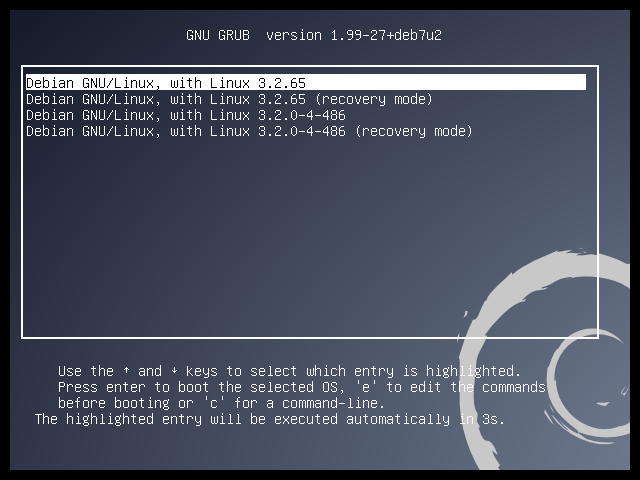 GNU GRUB  version 1.99-27+deb7u2
Debian GNU/Linux, with Linux 3.2.65
Debian GNU/Linux, with Linux 3.2.65 (recovery mode)
Debian GNU/Linux, with Linux 3.2.0-4-486
Debian GNU/Linux, with Linux 3.2.0-4-486 (recovery mode)
Use the ↑ and ↓ keys to select which entry is highlighted.
Press enter to boot the selected OS, 'e' to edit the commands
before booting or 'c' for a command-line.
The highlighted entry will be executed automatically in 3s.